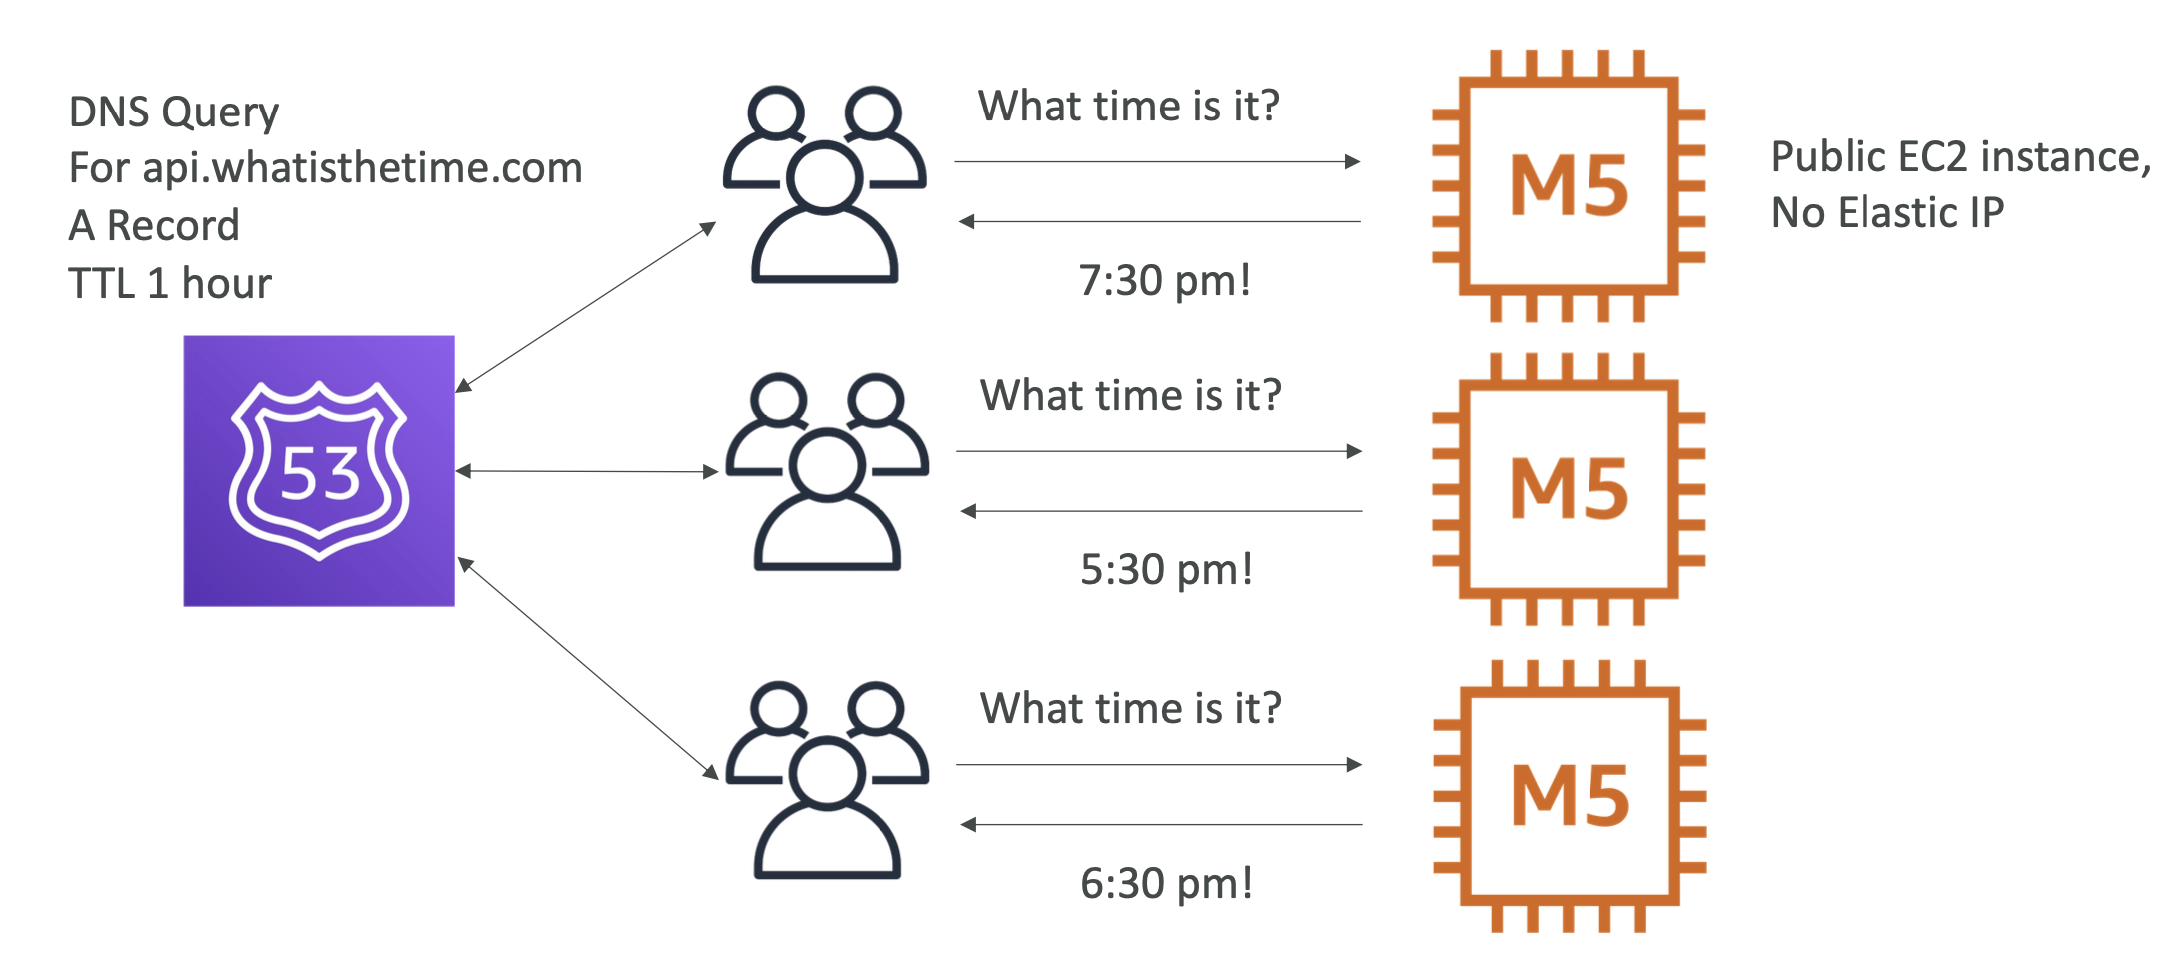 DNS Query
For api.whatisthetime.com
A Record
TTL 1 hour
53
What time is it?
7:30 pm!
M5
Public EC2 instance,
No Elastic IP
What time is it?
5:30 pm!
M5
What time is it?
6:30 pm!
M5